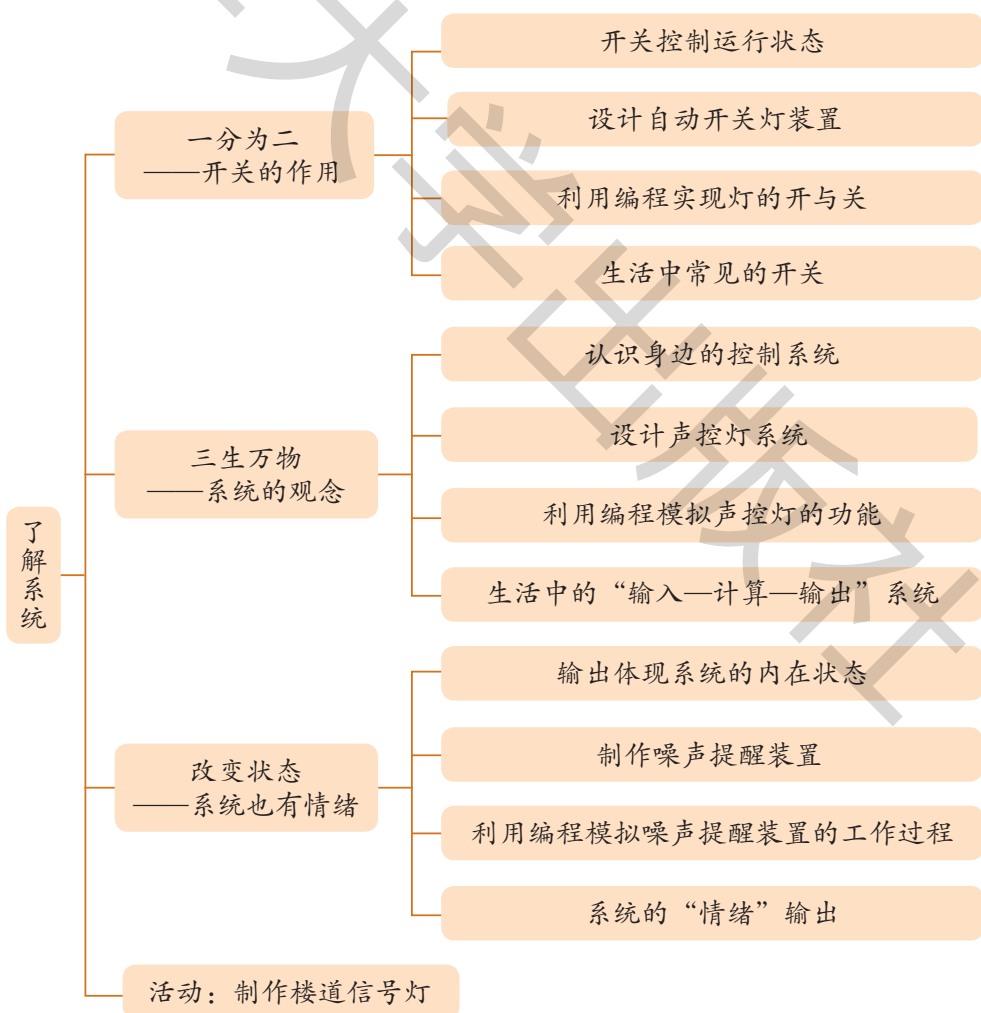 了解系统
一分为二
——开关的作用
开关控制运行状态
设计自动开关灯装置
利用编程实现灯的开与关
生活中常见的开关
三生万物
——系统的观念
认识身边的控制系统
设计声控灯系统
利用编程模拟声控灯的功能
生活中的“输入—计算—输出”系统
改变状态
——系统也有情绪
输出体现系统的内在状态
制作噪声提醒装置
利用编程模拟噪声提醒装置的工作过程
系统的“情绪”输出
活动：制作楼道信号灯
大学出版社